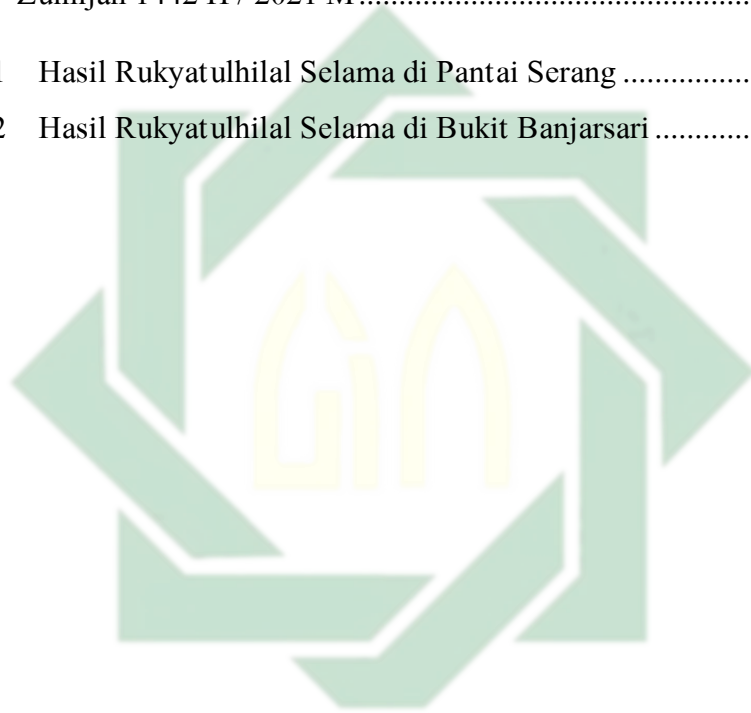 Zulhijah 1442 H / 2021 M................................................
1 Hasil Rukyatulhilal Selama di Pantai Serang ................
2 Hasil Rukyatulhilal Selama di Bukit Banjarsari ............